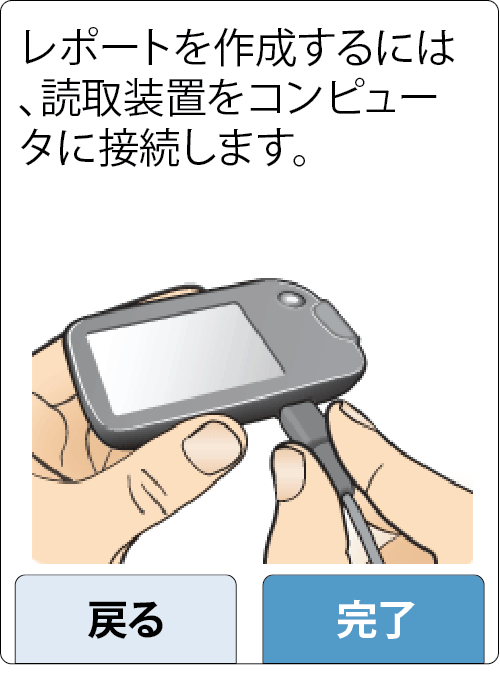 レポートを作成するには
、読取装置をコンピュー
タに接続します。
戻る
完了